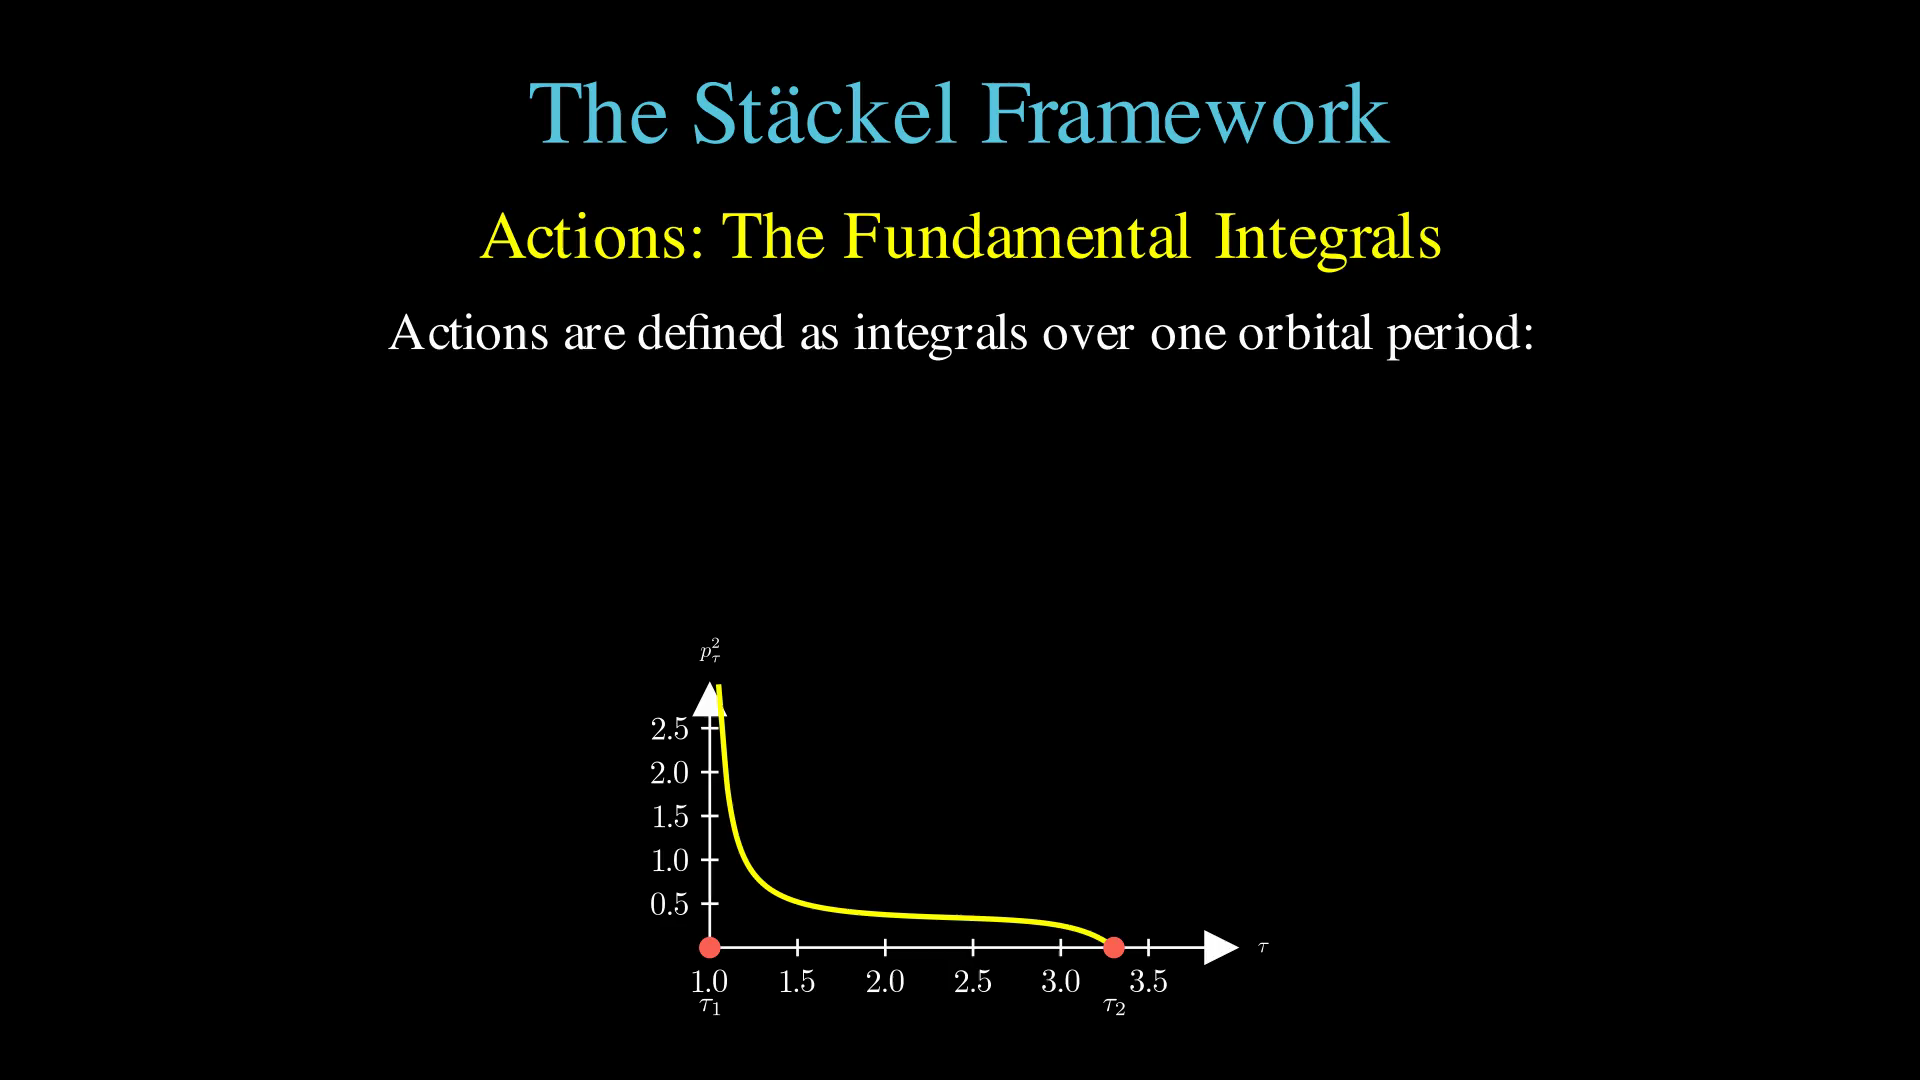 The Stäckel Framework
Actions: The Fundamental Integrals
Actions are defined as integrals over one orbital period:
p_τ^2
2.5
2.0
1.5
1.0
0.5
τ
1.0 1.5 2.0 2.5 3.0 3.5
τ₁ τ₂